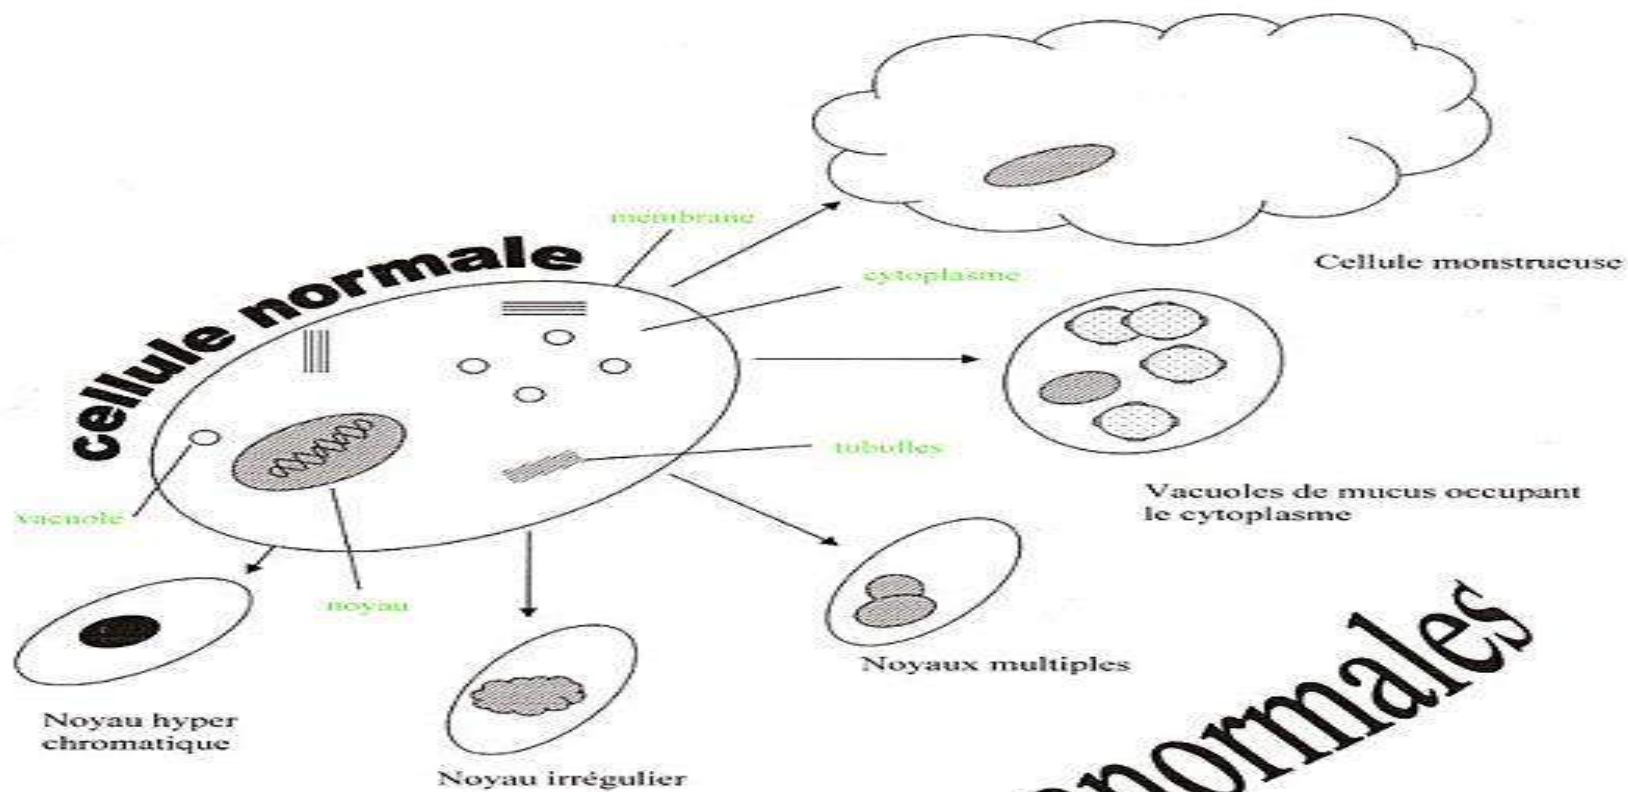 membrane
Cellule monstrueuse
cellule normale
cytoplasme
tubulles
Vacuoles de mucus occupant
le cytoplasme
vacuole
noyau
Noyaux multiples
Noyau hyper
chromatique
Noyau irrégulier